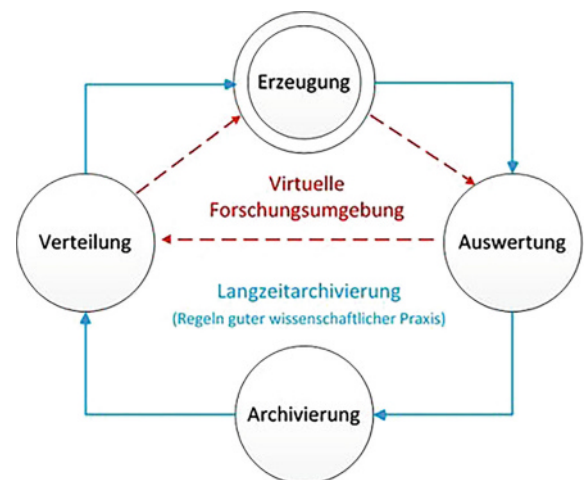 Erzeugung
Virtuelle
Forschungsumgebung
Verteilung
Auswertung
Langzeitarchivierung
(Regeln guter wissenschaftlicher Praxis)
Archivierung